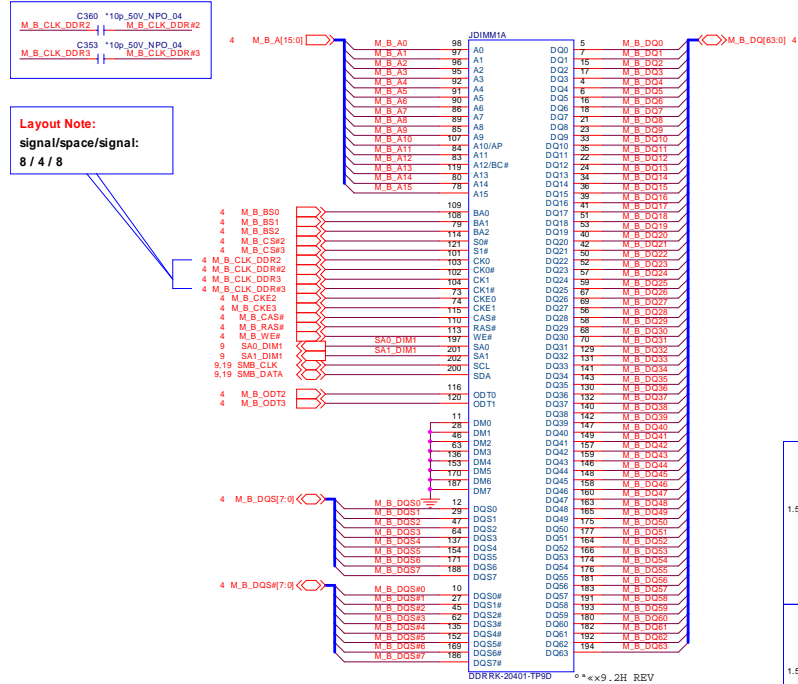 C360 *10p_50V_NPO_04
M_B_CLK_DDR2 M_B_CLK_DDR#2
C353 *10p_50V_NPO_04
M_B_CLK_DDR3 M_B_CLK_DDR#3
Layout Note:
signal/space/signal:
8 / 4 / 8
JDIMM1A
4 M_B_A[15:0]
M_B_A0 98 A0
M_B_A1 97 A1
M_B_A2 96 A2
M_B_A3 95 A3
M_B_A4 92 A4
M_B_A5 91 A5
M_B_A6 90 A6
M_B_A7 86 A7
M_B_A8 89 A8
M_B_A9 85 A9
M_B_A10 107 A10/AP
M_B_A11 84 A11
M_B_A12 83 A12/BC#
M_B_A13 119 A13
M_B_A14 80 A14
M_B_A15 78 A15
4 M_B_BS0 109 BA0
4 M_B_BS1 108 BA1
4 M_B_BS2 79 BA2
4 M_B_CS#2 114 S0#
4 M_B_CS#3 121 S1#
4 M_B_CLK_DDR2 101 CK0
4 M_B_CLK_DDR#2 103 CK0#
4 M_B_CLK_DDR3 102 CK1
4 M_B_CLK_DDR#3 104 CK1#
4 M_B_CKE2 73 CKE0
4 M_B_CKE3 74 CKE1
4 M_B_CAS# 115 CAS#
4 M_B_RAS# 110 RAS#
4 M_B_WE# 113 WE#
9 SA0_DIM1 SA0_DIM1 197 SA0
9 SA1_DIM1 SA1_DIM1 201 SA1
9,19 SMB_CLK 202 SCL
9,19 SMB_DATA 200 SDA
4 M_B_ODT2 116 ODT0
4 M_B_ODT3 120 ODT1
11 DM0
28 DM1
46 DM2
63 DM3
136 DM4
153 DM5
170 DM6
187 DM7
4 M_B_DQS[7:0]
M_B_DQS0 12 DQS0
M_B_DQS1 29 DQS1
M_B_DQS2 47 DQS2
M_B_DQS3 64 DQS3
M_B_DQS4 137 DQS4
M_B_DQS5 154 DQS5
M_B_DQS6 171 DQS6
M_B_DQS7 188 DQS7
4 M_B_DQS#[7:0]
M_B_DQS#0 10 DQS0#
M_B_DQS#1 27 DQS1#
M_B_DQS#2 45 DQS2#
M_B_DQS#3 62 DQS3#
M_B_DQS#4 135 DQS4#
M_B_DQS#5 152 DQS5#
M_B_DQS#6 169 DQS6#
M_B_DQS#7 186 DQS7#
M_B_DQ[63:0] 4
DQ0 5 M_B_DQ0
DQ1 7 M_B_DQ1
DQ2 15 M_B_DQ2
DQ3 17 M_B_DQ3
DQ4 4 M_B_DQ4
DQ5 6 M_B_DQ5
DQ6 16 M_B_DQ6
DQ7 18 M_B_DQ7
DQ8 21 M_B_DQ8
DQ9 23 M_B_DQ9
DQ10 33 M_B_DQ10
DQ11 35 M_B_DQ11
DQ12 22 M_B_DQ12
DQ13 24 M_B_DQ13
DQ14 34 M_B_DQ14
DQ15 36 M_B_DQ15
DQ16 39 M_B_DQ16
DQ17 41 M_B_DQ17
DQ18 51 M_B_DQ18
DQ19 53 M_B_DQ19
DQ20 40 M_B_DQ20
DQ21 42 M_B_DQ21
DQ22 50 M_B_DQ22
DQ23 52 M_B_DQ23
DQ24 57 M_B_DQ24
DQ25 59 M_B_DQ25
DQ26 67 M_B_DQ26
DQ27 69 M_B_DQ27
DQ28 56 M_B_DQ28
DQ29 58 M_B_DQ29
DQ30 68 M_B_DQ30
DQ31 70 M_B_DQ31
DQ32 129 M_B_DQ32
DQ33 131 M_B_DQ33
DQ34 141 M_B_DQ34
DQ35 143 M_B_DQ35
DQ36 130 M_B_DQ36
DQ37 132 M_B_DQ37
DQ38 140 M_B_DQ38
DQ39 142 M_B_DQ39
DQ40 147 M_B_DQ40
DQ41 149 M_B_DQ41
DQ42 157 M_B_DQ42
DQ43 159 M_B_DQ43
DQ44 146 M_B_DQ44
DQ45 148 M_B_DQ45
DQ46 158 M_B_DQ46
DQ47 160 M_B_DQ47
DQ48 163 M_B_DQ48
DQ49 165 M_B_DQ49
DQ50 175 M_B_DQ50
DQ51 177 M_B_DQ51
DQ52 164 M_B_DQ52
DQ53 166 M_B_DQ53
DQ54 174 M_B_DQ54
DQ55 176 M_B_DQ55
DQ56 181 M_B_DQ56
DQ57 183 M_B_DQ57
DQ58 191 M_B_DQ58
DQ59 193 M_B_DQ59
DQ60 180 M_B_DQ60
DQ61 182 M_B_DQ61
DQ62 192 M_B_DQ62
DQ63 194 M_B_DQ63
DDRRK-20401-TP9D
°ª«×9.2H REV
1.5
1.5